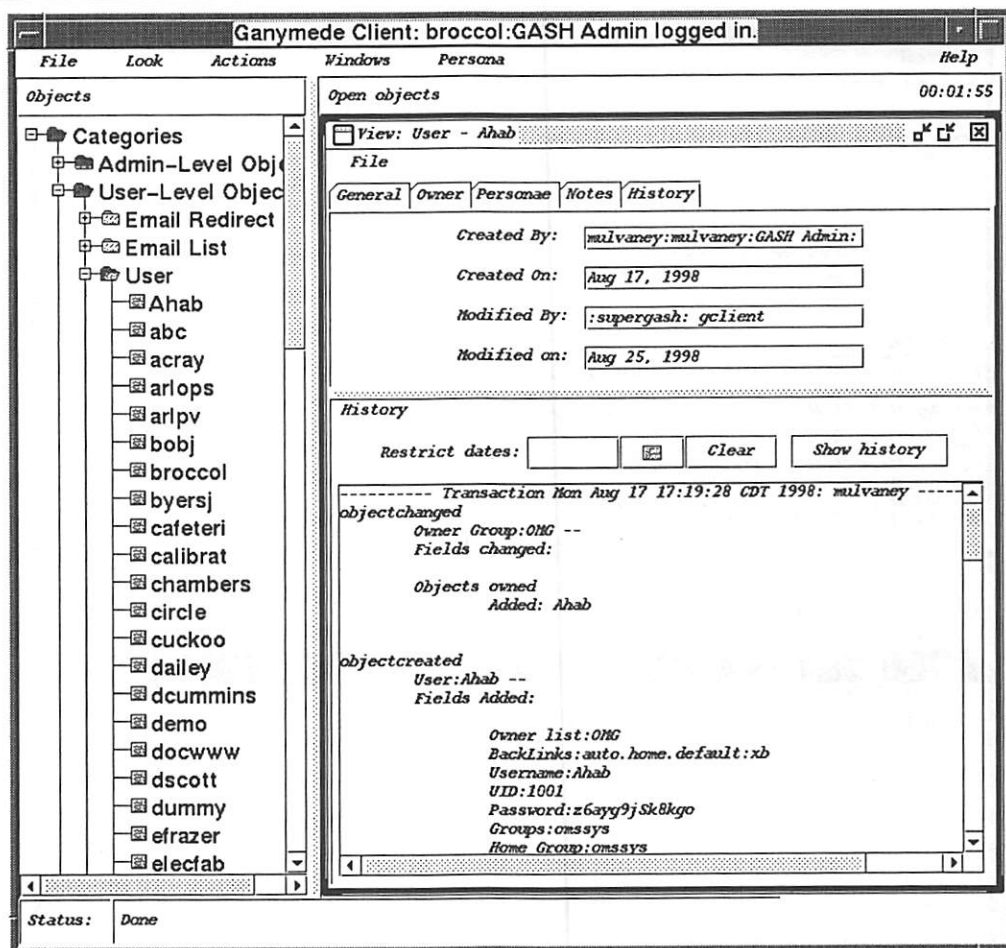 Ganymede Client: broccol:GASH Admin logged in.
File Look Actions Windows Persona Help
Objects
Categories
Admin-Level Obj
User-Level Objec
Email Redirect
Email List
User
Ahab
abc
acray
arlops
arlpv
bobj
broccol
byersj
cafeteri
calibrat
chambers
circle
cuckoo
dailey
dcummins
demo
docwww
dscott
dummy
efrazer
elecfab
Open objects 00:01:55
View: User - Ahab
File
General Owner Personae Notes History
Created By: mulvaney:mulvaney:GASH Admin:
Created On: Aug 17, 1998
Modified By: :supergash: gclient
Modified on: Aug 25, 1998
History
Restrict dates: Clear Show history
---------- Transaction Mon Aug 17 17:19:28 CDT 1998: mulvaney -----
objectchanged
Owner Group:OMG --
Fields changed:
Objects owned
Added: Ahab
objectcreated
User:Ahab --
Fields Added:
Owner list:OMG
BackLinks:auto.home.default:xb
Username:Ahab
UID:1001
Password:z6ayg9jSk8kgo
Groups:omssys
Home Group:omssys
Status: Done